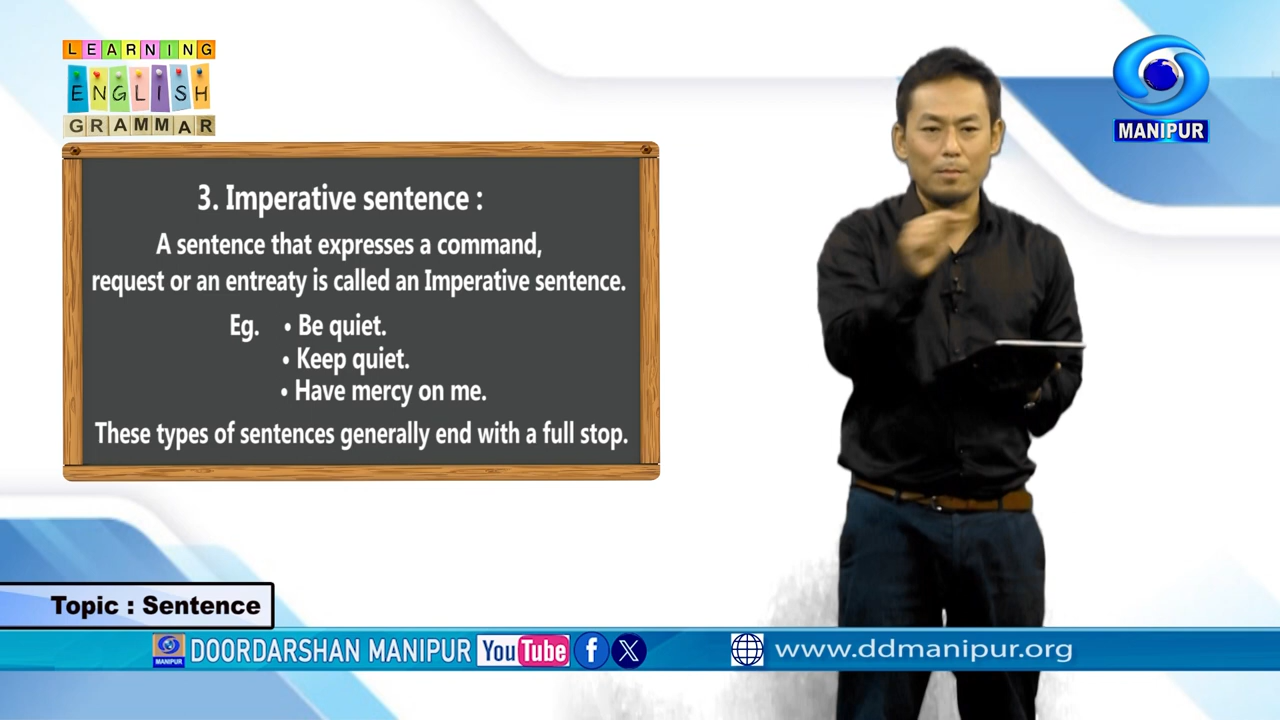 LEARNING
ENGLISH
GRAMMAR
MANIPUR
3. Imperative sentence :
A sentence that expresses a command,
request or an entreaty is called an Imperative sentence.
Eg. • Be quiet.
• Keep quiet.
• Have mercy on me.
These types of sentences generally end with a full stop.
Topic : Sentence
MANIPUR DOORDARSHAN MANIPUR YouTube f X www.ddmanipur.org